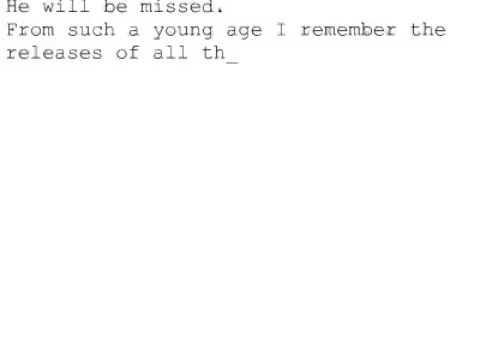 He will be missed.
From such a young age I remember the
releases of all th_